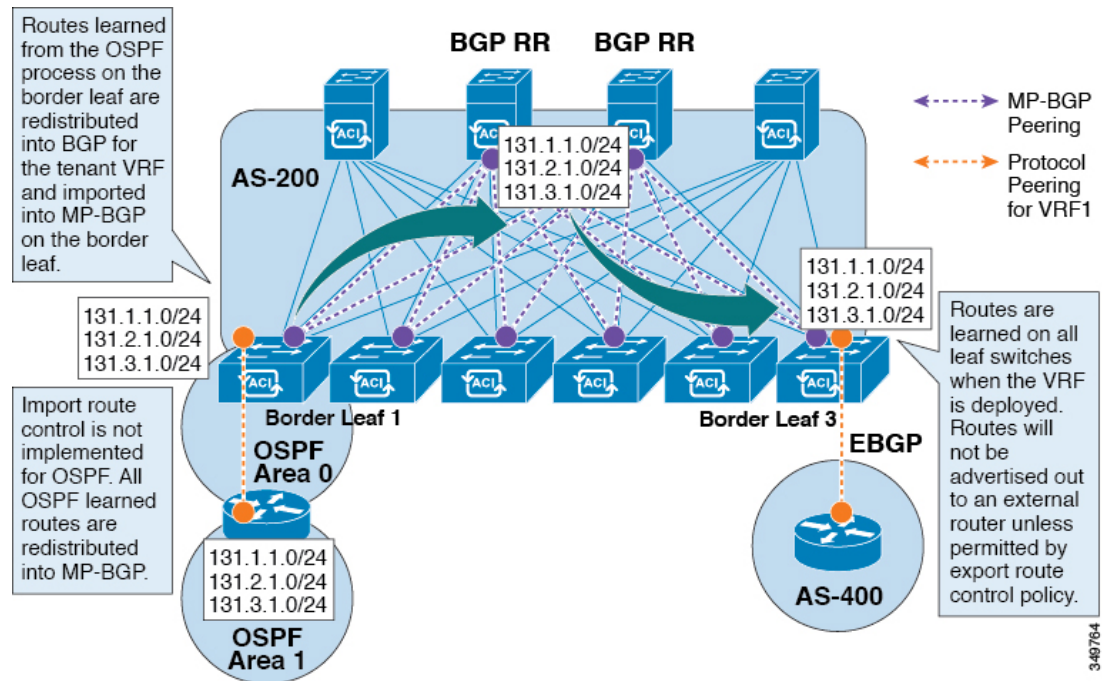 Routes learned
from the OSPF
process on the
border leaf are
redistributed
into BGP for
the tenant VRF
and imported
into MP-BGP
on the border
leaf.
BGP RR
BGP RR
MP-BGP
Peering
Protocol
Peering
for VRF1
AS-200
ACI
ACI
ACI
ACI
131.1.1.0/24
131.2.1.0/24
131.3.1.0/24
131.1.1.0/24
131.2.1.0/24
131.3.1.0/24
131.1.1.0/24
131.2.1.0/24
131.3.1.0/24
Routes are
learned on all
leaf switches
when the VRF
is deployed.
Routes will
not be
advertised out
to an external
router unless
permitted by
export route
control policy.
ACI
ACI
ACI
ACI
ACI
ACI
Border Leaf 1
Border Leaf 3
Import route
control is not
implemented
for OSPF. All
OSPF learned
routes are
redistributed
into MP-BGP.
OSPF
Area 0
EBGP
131.1.1.0/24
131.2.1.0/24
131.3.1.0/24
OSPF
Area 1
AS-400
349764